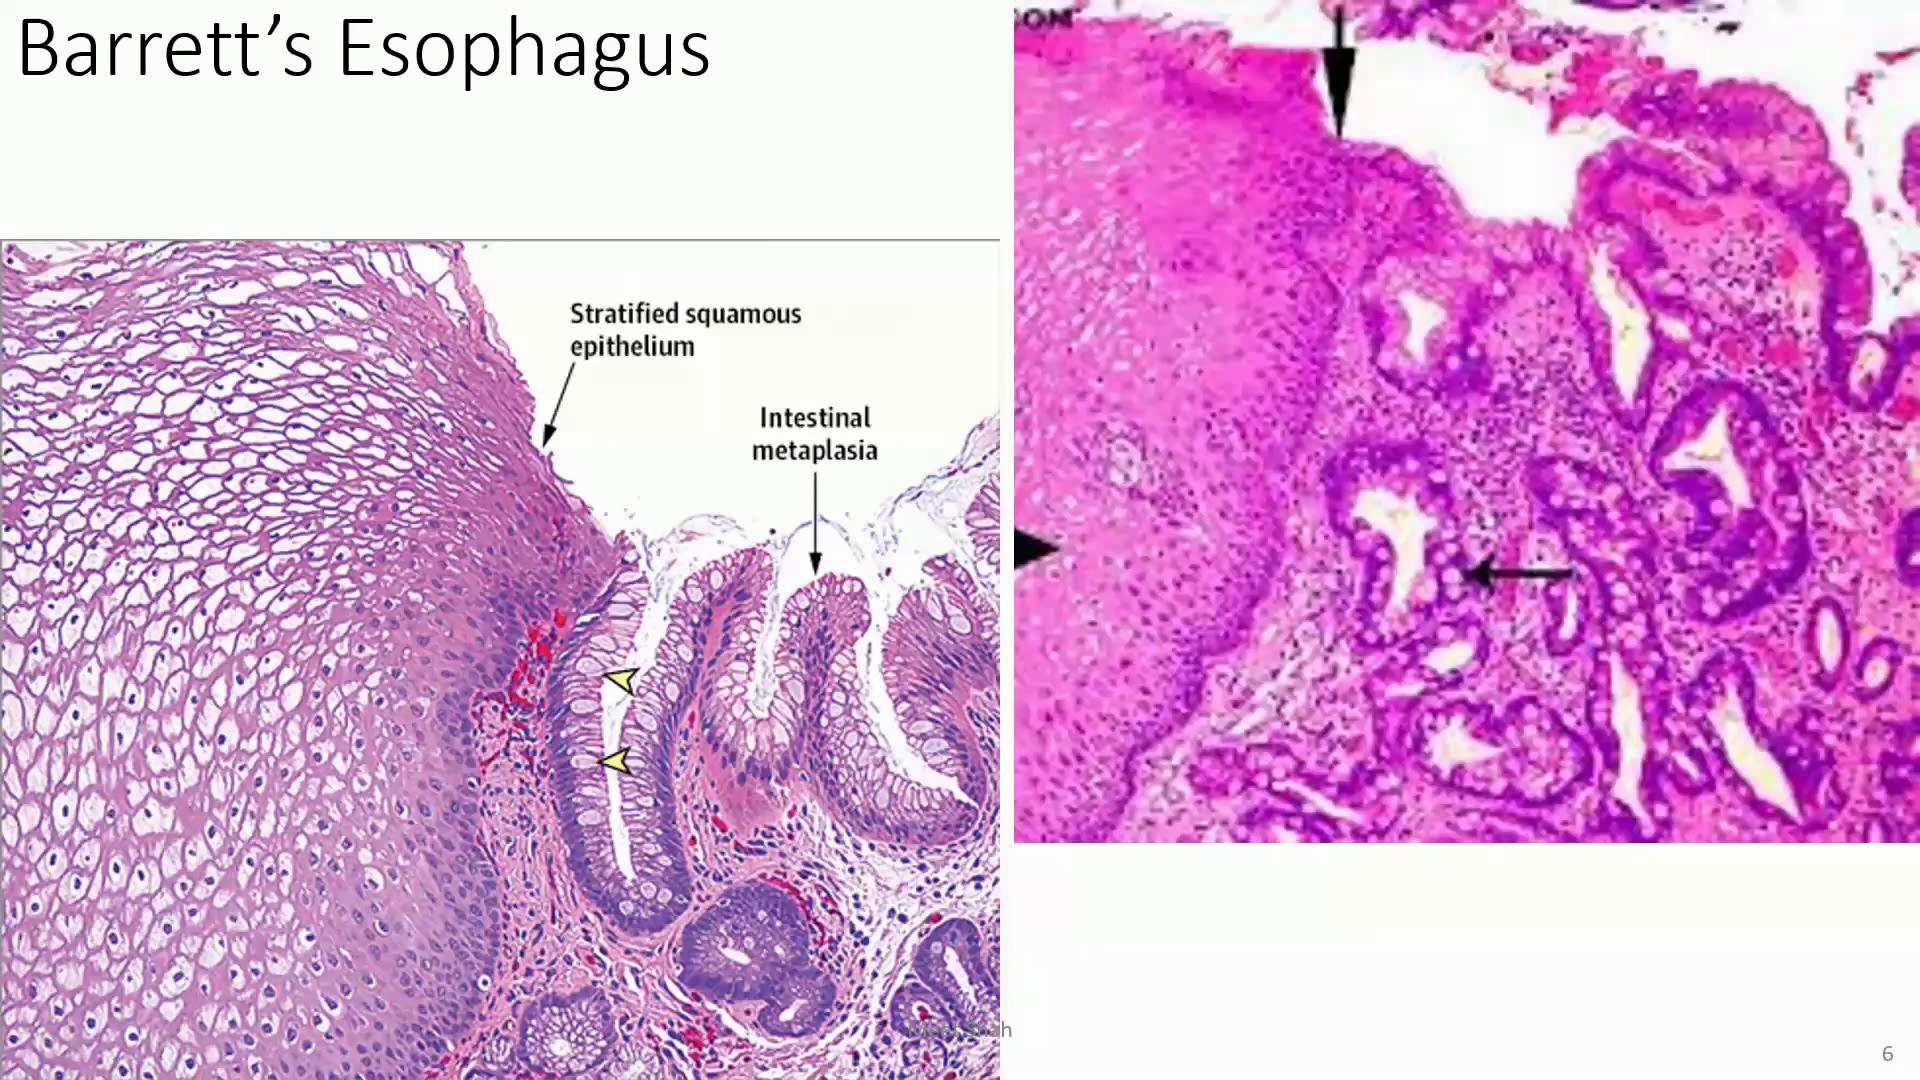 Barrett’s Esophagus
Stratified squamous
epithelium
Intestinal
metaplasia
6